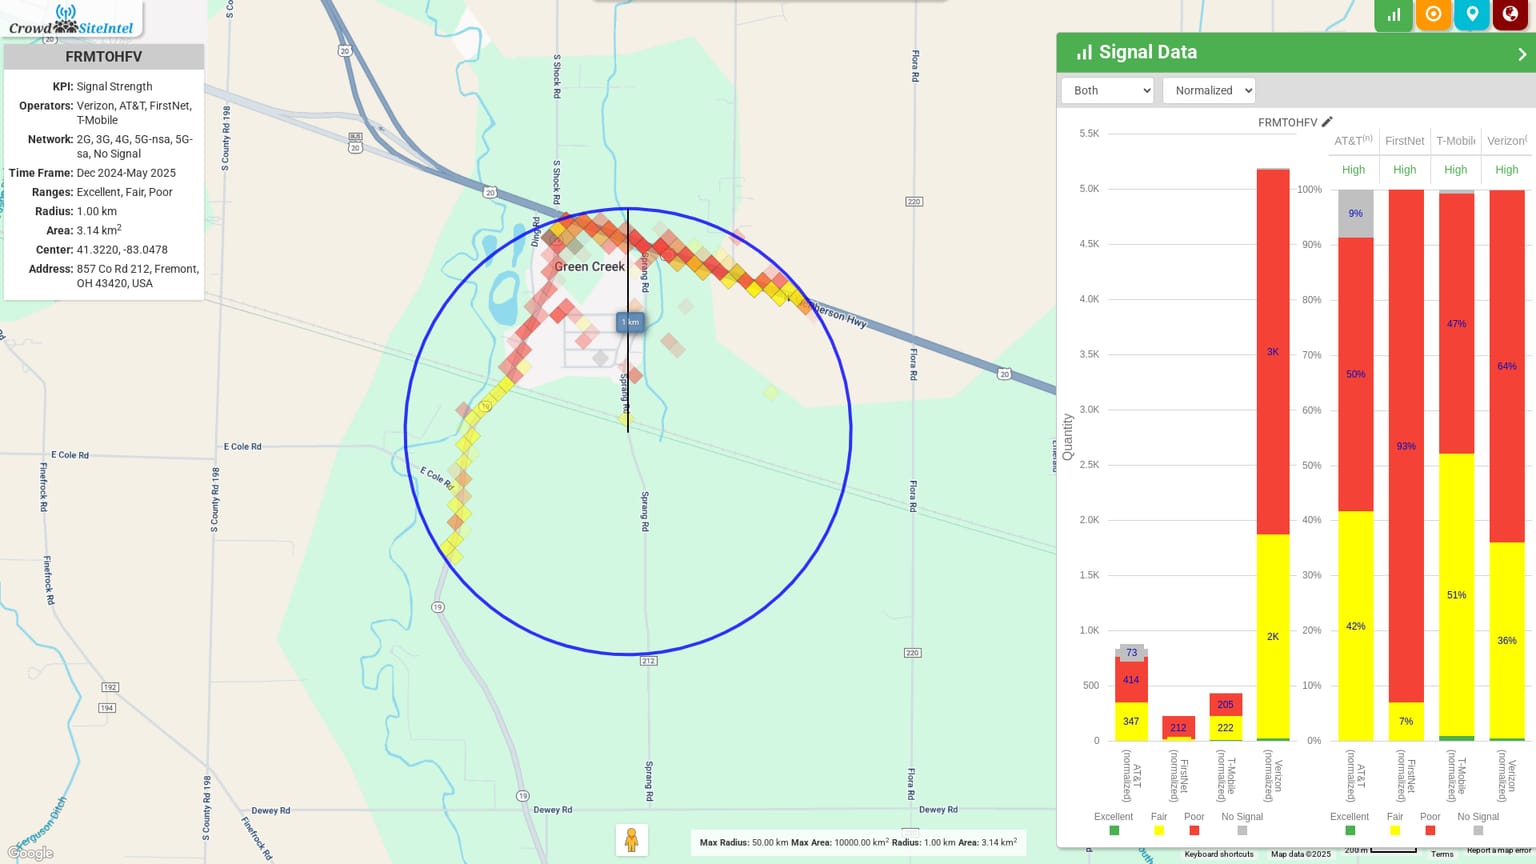 CrowdSiteIntel
FRMTOHFV
KPI: Signal Strength
Operators: Verizon, AT&T, FirstNet,
T-Mobile
Network: 2G, 3G, 4G, 5G-nsa, 5G-
sa, No Signal
Time Frame: Dec 2024-May 2025
Ranges: Excellent, Fair, Poor
Radius: 1.00 km
Area: 3.14 km²
Center: 41.3220, -83.0478
Address: 857 Co Rd 212, Fremont,
OH 43420, USA
20
S Co
20
S Shock Rd
Flora Rd
BUS
20
S County Rd 198
S Shock Rd
20
220
Ding Rd
Green Creek
Sprang Rd
1 km
McPherson Hwy
Flora Rd
20
Sprang Rd
19
E Cole Rd
E Cole Rd
E Cole Rd
Finefrock Rd
S County Rd 198
Sprang Rd
Flora Rd
Finefrock Rd
19
220
212
192
194
Sprang Rd
Flora Rd
19
S County Rd 198
Dewey Rd
Dewey Rd
Dewey Rd
Finefrock Rd
Ferguson Ditch
Google
Max Radius: 50.00 km Max Area: 10000.00 km² Radius: 1.00 km Area: 3.14 km²
Keyboard shortcuts
Map data ©2025
200 m
Terms
Report a map error
Signal Data
Both
Normalized
FRMTOHFV
5.5K
5.0K
4.5K
4.0K
3.5K
3.0K
2.5K
2.0K
1.5K
1.0K
500
0
Quantity
73
414
347
212
205
222
3K
2K
AT&T (normalized)
FirstNet (normalized)
T-Mobile (normalized)
Verizon (normalized)
Excellent
Fair
Poor
No Signal
AT&T(n)
FirstNet
T-Mobile
Verizon(
High
High
High
High
100%
90%
80%
70%
60%
50%
40%
30%
20%
10%
0%
9%
50%
42%
93%
7%
47%
51%
64%
36%
AT&T (normalized)
FirstNet (normalized)
T-Mobile (normalized)
Verizon (normalized)
Excellent
Fair
Poor
No Signal